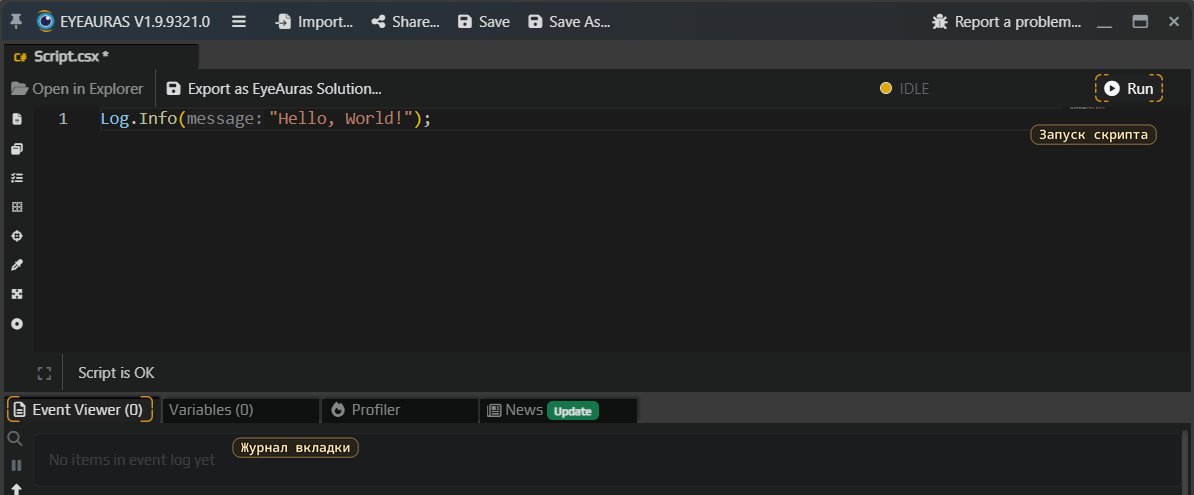 EYEAURAS V1.9.9321.0 Import... Share... Save Save As... Report a problem...
C# Script.csx *
Open in Explorer Export as EyeAuras Solution... IDLE Run
1 Log.Info(message: "Hello, World!");
Запуск скрипта
Script is OK
Event Viewer (0) Variables (0) Profiler News Update
Журнал вкладки
No items in event log yet